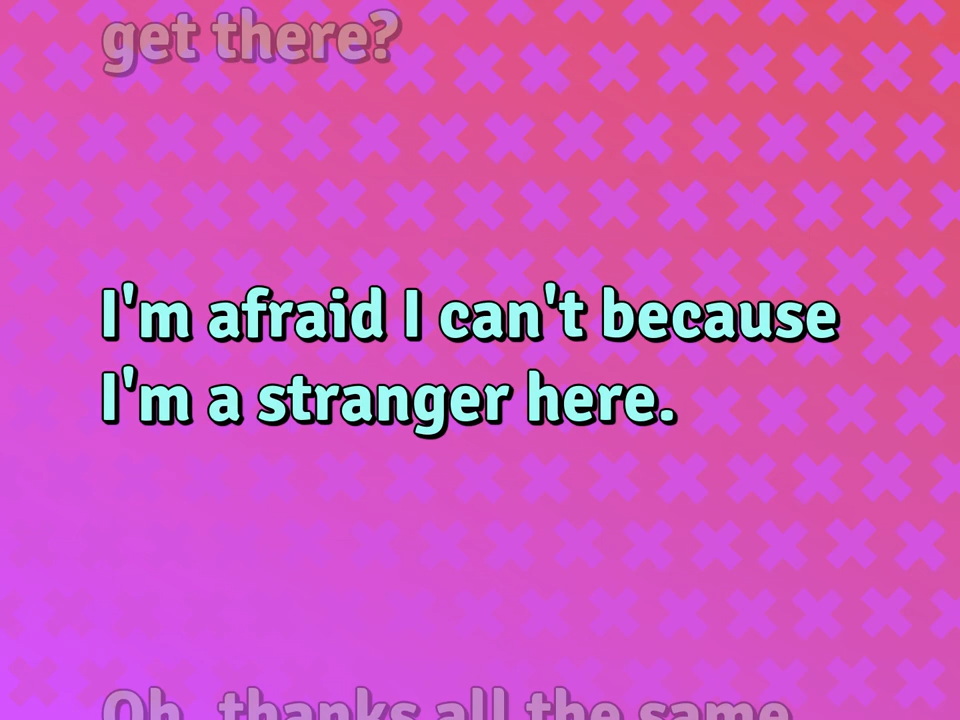 get there?
I'm afraid I can't because
I'm a stranger here.
Oh, thanks all the same